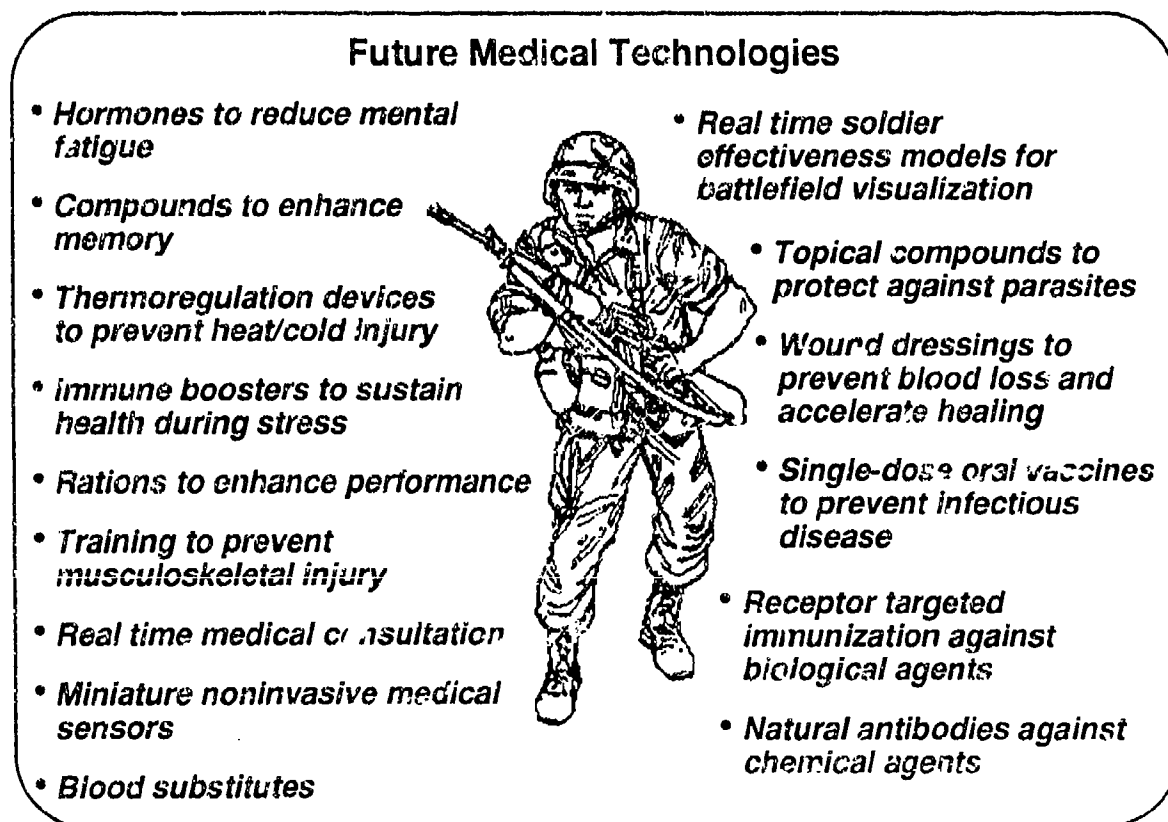 Future Medical Technologies
• Hormones to reduce mental
fatigue
• Compounds to enhance
memory
• Thermoregulation devices
to prevent heat/cold injury
• Immune boosters to sustain
health during stress
• Rations to enhance performance
• Training to prevent
musculoskeletal injury
• Real time medical consultation
• Miniature noninvasive medical
sensors
• Blood substitutes
• Real time soldier
effectiveness models for
battlefield visualization
• Topical compounds to
protect against parasites
• Wound dressings to
prevent blood loss and
accelerate healing
• Single-dose oral vaccines
to prevent infectious
disease
• Receptor targeted
immunization against
biological agents
• Natural antibodies against
chemical agents